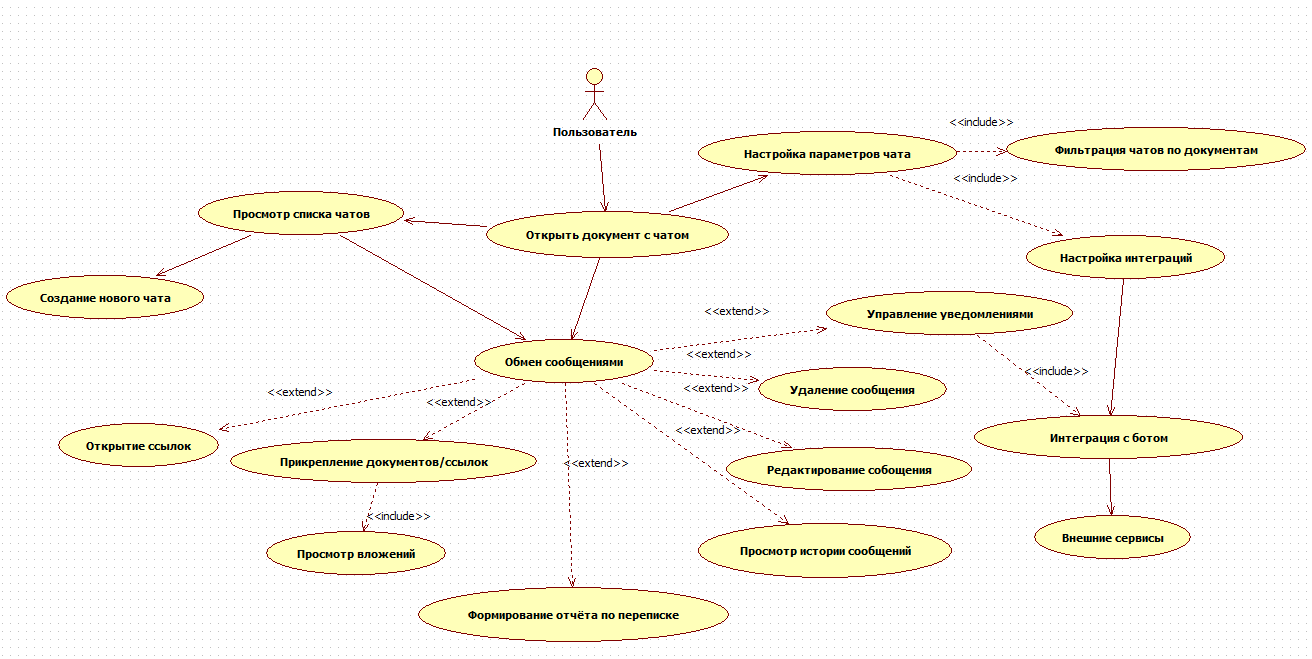 <<include>>
Пользователь
Настройка параметров чата
Фильтрация чатов по документам
<<include>>
Просмотр списка чатов
Открыть документ с чатом
Настройка интеграций
Создание нового чата
<<extend>>
Управление уведомлениями
<<extend>>
Обмен сообщениями
<<include>>
<<extend>>
<<extend>>
Удаление сообщения
<<extend>>
<<extend>>
Открытие ссылок
Интеграция с ботом
Прикрепление документов/ссылок
<<extend>>
Редактирование собощения
<<include>>
Просмотр вложений
Просмотр истории сообщений
Внешние сервисы
Формирование отчёта по переписке